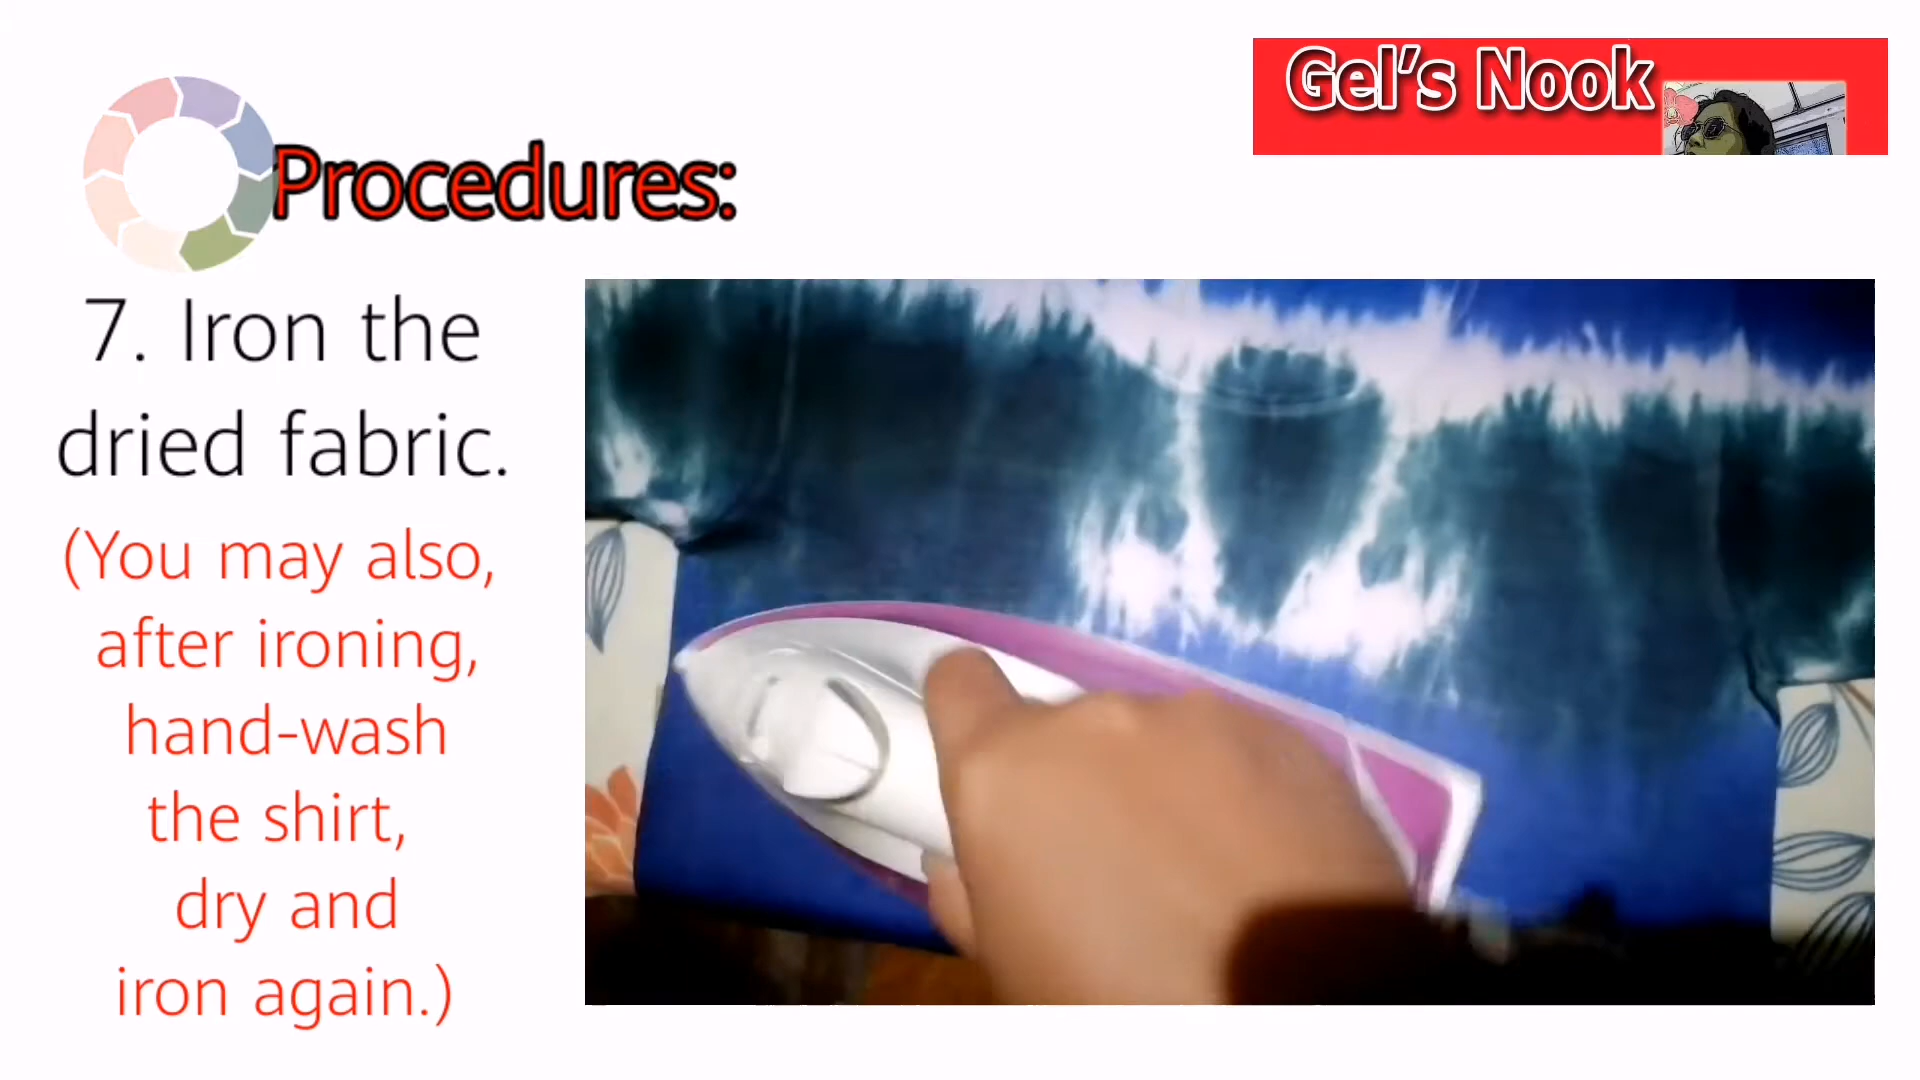 Gel's Nook
Procedures:
7. Iron the
dried fabric.
(You may also,
after ironing,
hand-wash
the shirt,
dry and
iron again.)